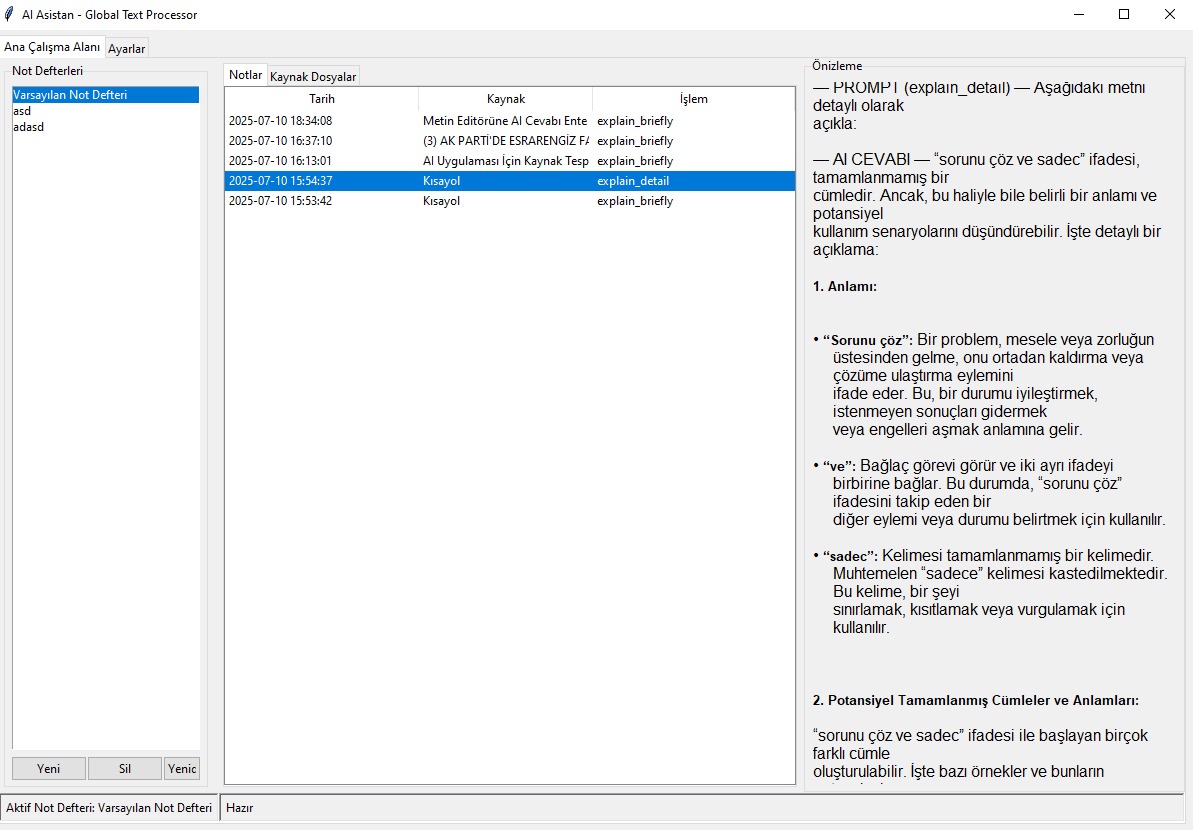 AI Asistan - Global Text Processor
Ana Çalışma Alanı
Ayarlar
Not Defterleri
Varsayılan Not Defteri
asd
adasd
Yeni
Sil
Yenic
Notlar
Kaynak Dosyalar
Tarih Kaynak İşlem
2025-07-10 18:34:08 Metin Editörüne AI Cevabı Ente explain_briefly
2025-07-10 16:37:10 (3) AK PARTİ'DE ESRARENGİZ FA explain_briefly
2025-07-10 16:13:01 AI Uygulaması İçin Kaynak Tesp explain_briefly
2025-07-10 15:54:37 Kısayol explain_detail
2025-07-10 15:53:42 Kısayol explain_briefly
Önizleme
— PROMPT (explain_detail) — Aşağıdaki metni
detaylı olarak
açıkla:
— AI CEVABI — “sorunu çöz ve sadec” ifadesi,
tamamlanmamış bir
cümledir. Ancak, bu haliyle bile belirli bir anlamı ve
potansiyel
kullanım senaryolarını düşündürebilir. İşte detaylı bir
açıklama:
1. Anlamı:
• “Sorunu çöz”: Bir problem, mesele veya zorluğun
üstesinden gelme, onu ortadan kaldırma veya
çözüme ulaştırma eylemini
ifade eder. Bu, bir durumu iyileştirmek,
istenmeyen sonuçları gidermek
veya engelleri aşmak anlamına gelir.
• “ve”: Bağlaç görevi görür ve iki ayrı ifadeyi
birbirine bağlar. Bu durumda, “sorunu çöz”
ifadesini takip eden bir
diğer eylemi veya durumu belirtmek için kullanılır.
• “sadec”: Kelimesi tamamlanmamış bir kelimedir.
Muhtemelen “sadece” kelimesi kastedilmektedir.
Bu kelime, bir şeyi
sınırlamak, kısıtlamak veya vurgulamak için
kullanılır.
2. Potansiyel Tamamlanmış Cümleler ve Anlamları:
“sorunu çöz ve sadec” ifadesi ile başlayan birçok
farklı cümle
oluşturulabilir. İşte bazı örnekler ve bunların
Aktif Not Defteri: Varsayılan Not Defteri
Hazır